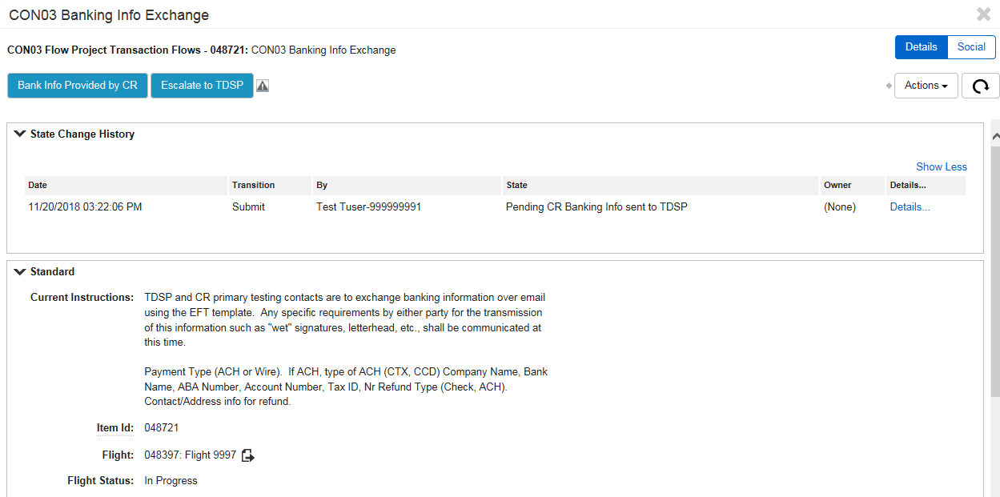 CON03 Banking Info Exchange
CON03 Flow Project Transaction Flows - 048721: CON03 Banking Info Exchange
Details Social
Bank Info Provided by CR Escalate to TDSP Actions
State Change History
Show Less
Date Transition By State Owner Details...
11/20/2018 03:22:06 PM Submit Test Tuser-999999991 Pending CR Banking Info sent to TDSP (None) Details...
Standard
Current Instructions: TDSP and CR primary testing contacts are to exchange banking information over email
using the EFT template. Any specific requirements by either party for the transmission
of this information such as "wet" signatures, letterhead, etc., shall be communicated at
this time.
Payment Type (ACH or Wire). If ACH, type of ACH (CTX, CCD) Company Name, Bank
Name, ABA Number, Account Number, Tax ID, Nr Refund Type (Check, ACH).
Contact/Address info for refund.
Item Id: 048721
Flight: 048397: Flight 9997
Flight Status: In Progress